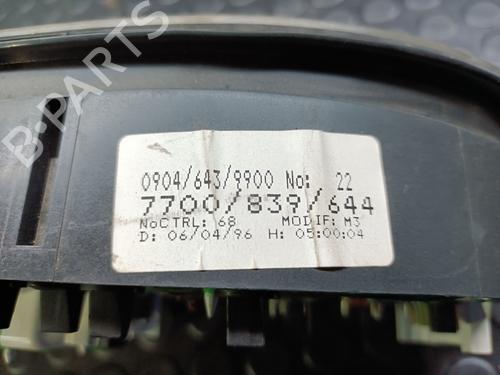 0904/643/9900 No: 22
7700/839/644
NoCTRL: 68 MODIF: M3
D: 06/04/96 H: 05:00:04
B-PARTS
B-PARTS